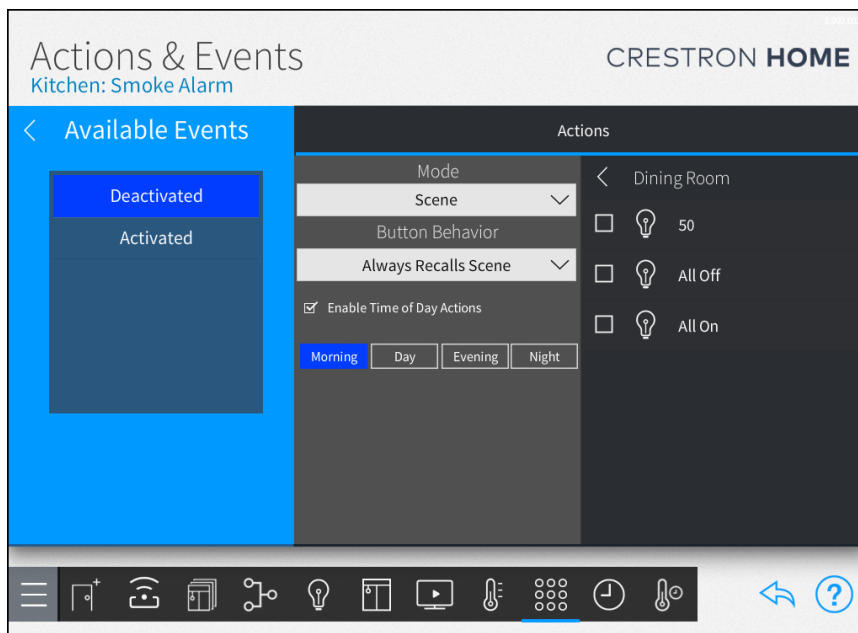 Actions & Events
CRESTRON HOME
Kitchen: Smoke Alarm
Available Events
Deactivated
Activated
Actions
Mode
Scene
Button Behavior
Always Recalls Scene
Enable Time of Day Actions
Morning
Day
Evening
Night
Dining Room
50
All Off
All On
?